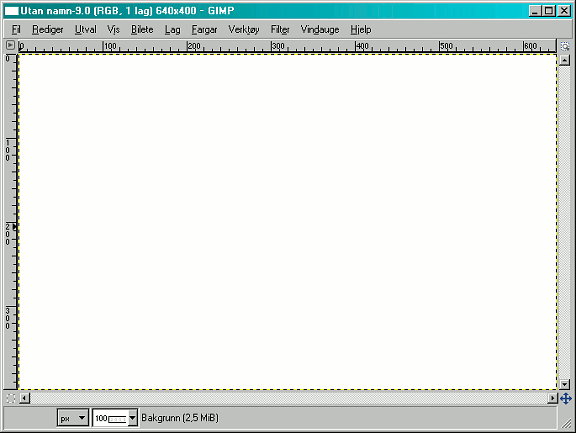 Utan namn-9.0 (RGB, 1 lag) 640x400 – GIMP
Fil Rediger Utval Vis Bilete Lag Fargar Verktøy Filter Vindauge Hjelp
0 100 200 300 400 500 600
0
100
200
300
px 100 Bakgrunn (2,5 MiB)